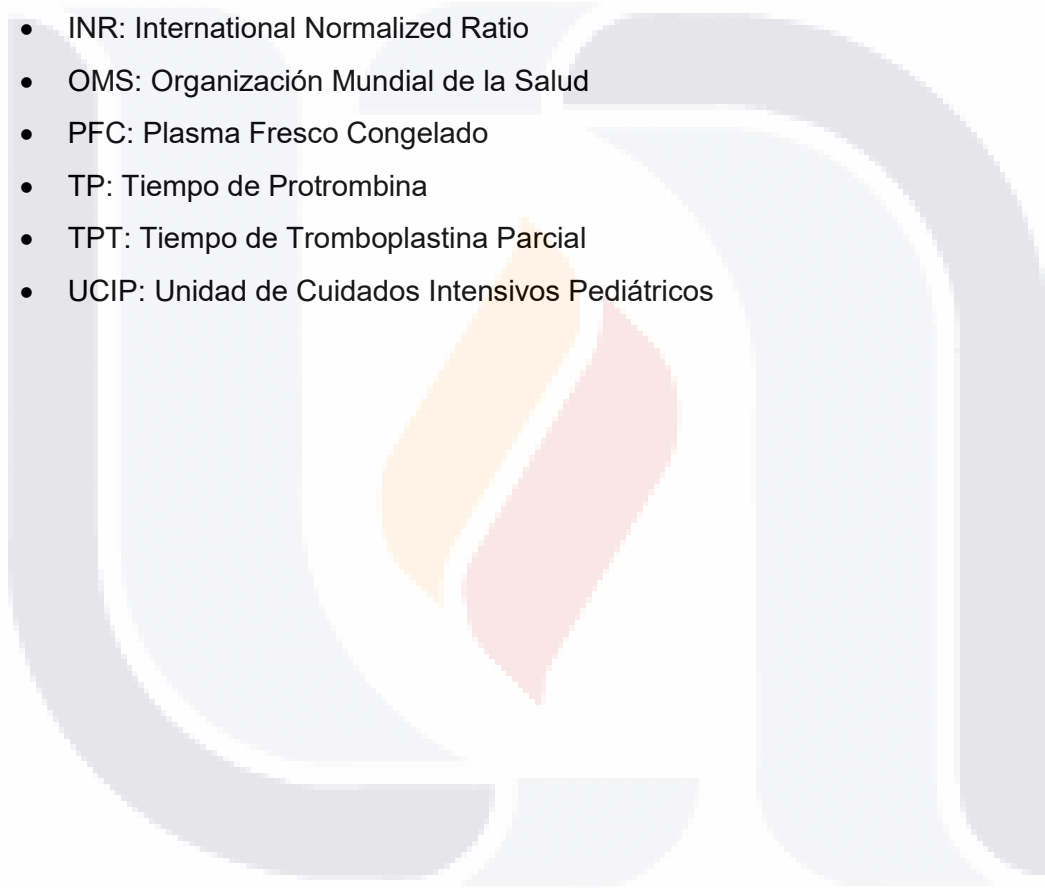 • INR: International Normalized Ratio
• OMS: Organización Mundial de la Salud
• PFC: Plasma Fresco Congelado
• TP: Tiempo de Protrombina
• TPT: Tiempo de Tromboplastina Parcial
• UCIP: Unidad de Cuidados Intensivos Pediátricos